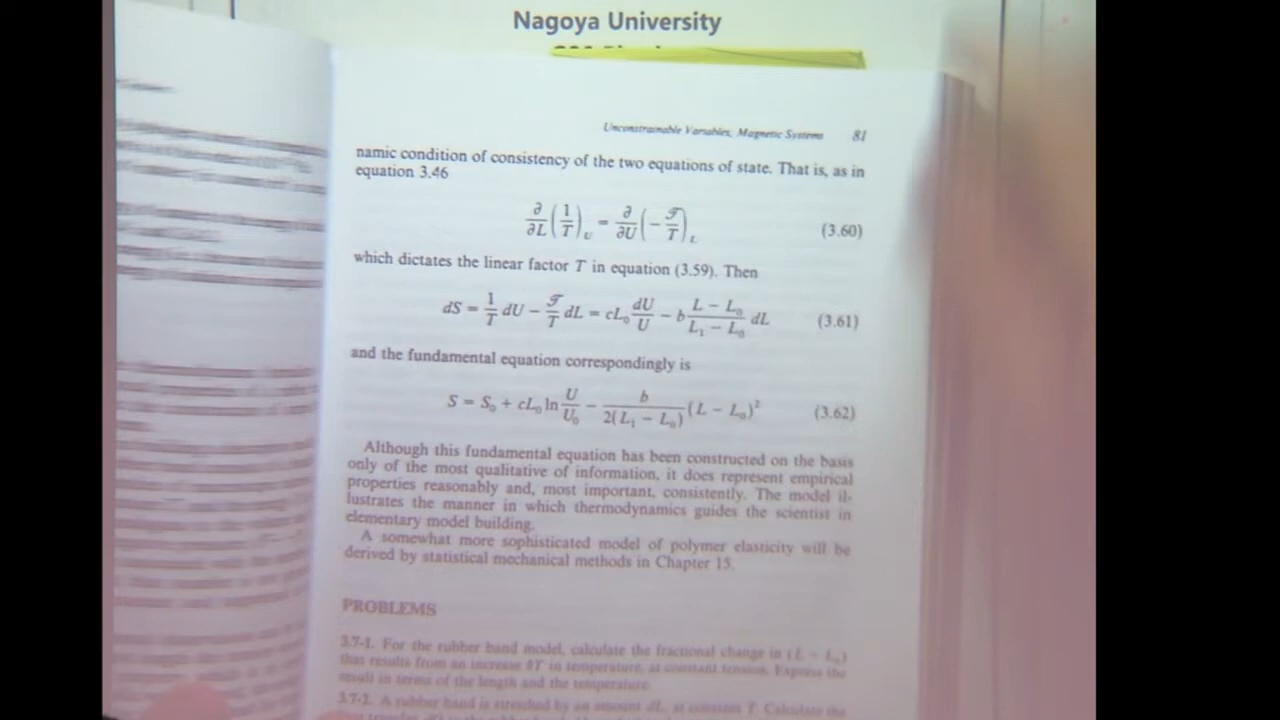 Nagoya University
Unconstrainable Variables, Magnetic Systems 81
namic condition of consistency of the two equations of state. That is, as in
equation 3.46
∂/∂L (1/T)_U = ∂/∂U (−𝒯/T)_L (3.60)
which dictates the linear factor T in equation (3.59). Then
dS = 1/T dU − 𝒯/T dL = cL₀ dU/U − b (L − L₀)/(L₁ − L₀) dL (3.61)
and the fundamental equation correspondingly is
S = S₀ + cL₀ ln U/U₀ − b/(2(L₁ − L₀)) (L − L₀)² (3.62)
Although this fundamental equation has been constructed on the basis
only of the most qualitative of information, it does represent empirical
properties reasonably and, most important, consistently. The model il-
lustrates the manner in which thermodynamics guides the scientist in
elementary model building.
A somewhat more sophisticated model of polymer elasticity will be
derived by statistical mechanical methods in Chapter 15.
PROBLEMS
3.7-1. For the rubber band model, calculate the fractional change in (L − L₀)
that results from an increase δT in temperature, at constant tension. Express the
result in terms of the length and the temperature.
3.7-2. A rubber band is stretched by an amount dL, at constant T. Calculate the